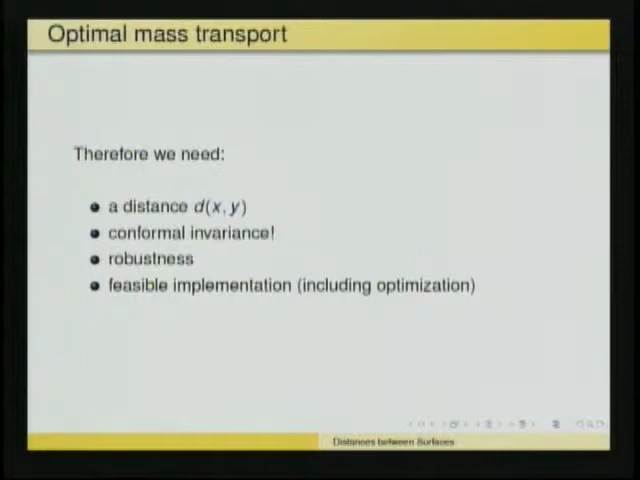 Optimal mass transport
Therefore we need:
a distance d(x, y)
conformal invariance!
robustness
feasible implementation (including optimization)
Distances between Surfaces